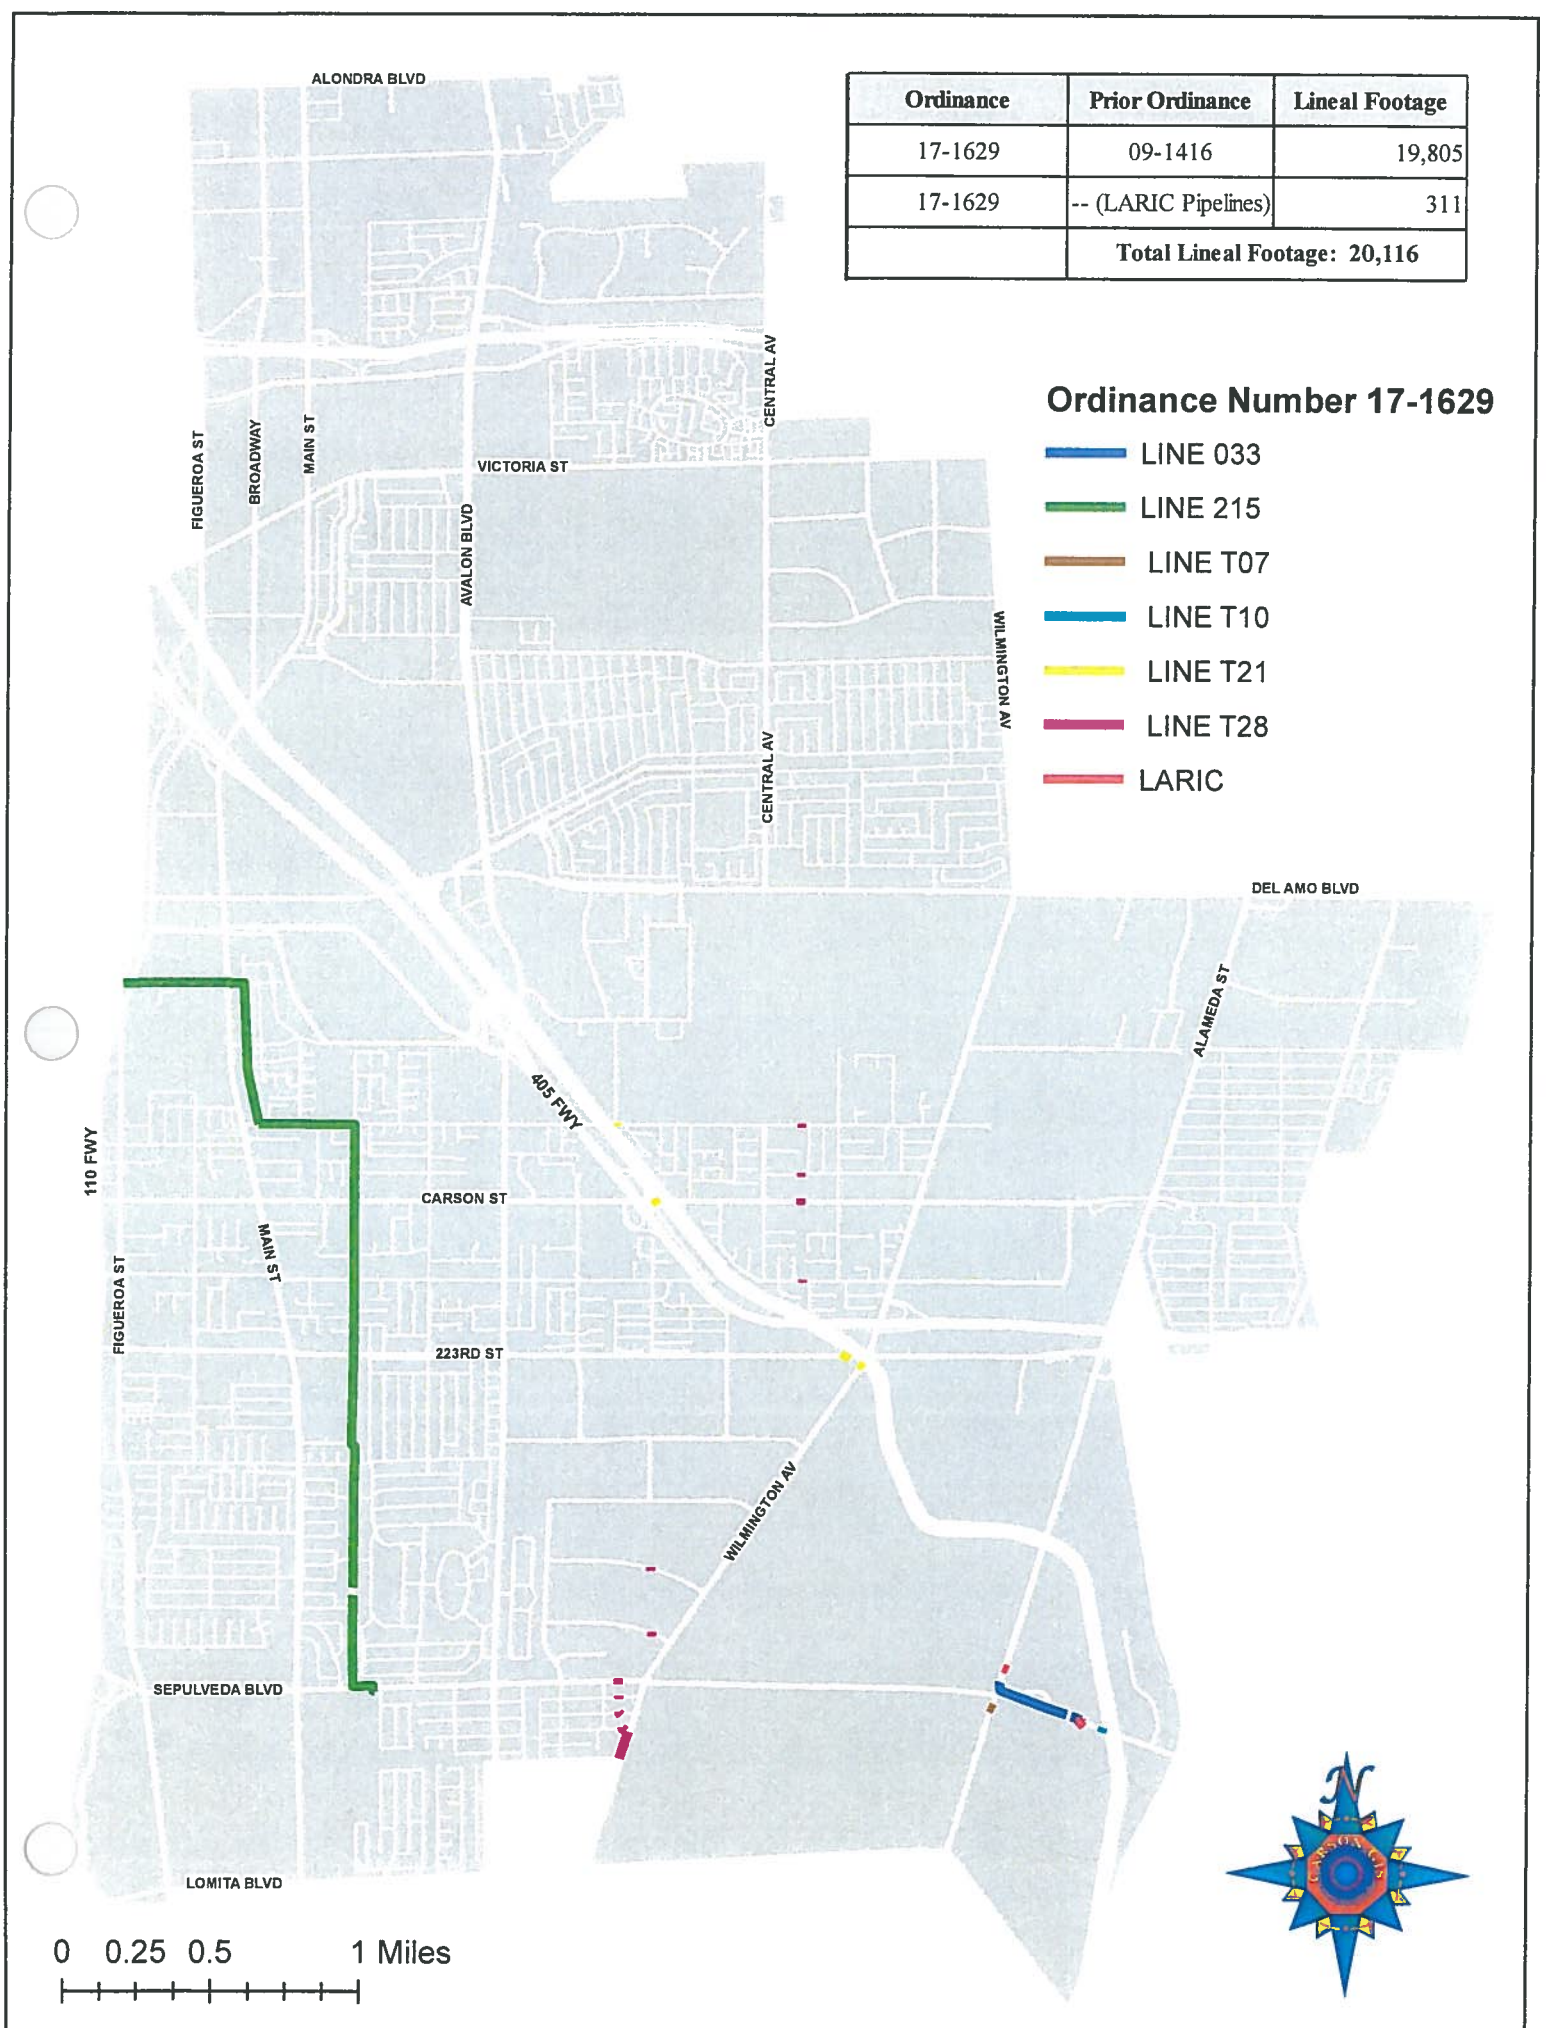 ALONDRA BLVD
Ordinance Prior Ordinance Lineal Footage
17-1629 09-1416 19,805
17-1629 -- (LARIC Pipelines) 311
Total Lineal Footage: 20,116
CENTRAL AV
Ordinance Number 17-1629
FIGUEROA ST
BROADWAY
MAIN ST
VICTORIA ST
AVALON BLVD
LINE 033
LINE 215
LINE T07
LINE T10
LINE T21
LINE T28
LARIC
WILMINGTON AV
CENTRAL AV
DEL AMO BLVD
ALAMEDA ST
405 FWY
110 FWY
CARSON ST
MAIN ST
FIGUEROA ST
223RD ST
WILMINGTON AV
SEPULVEDA BLVD
LOMITA BLVD
N
CARSON GIS
0 0.25 0.5 1 Miles